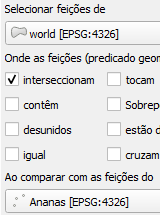 Selecionar feições de
world [EPSG:4326]
Onde as feições (predicado geom
interseccionam tocam
contêm Sobrep
desunidos estão d
igual cruzam
Ao comparar com as feições do
Ananas [EPSG:4326]